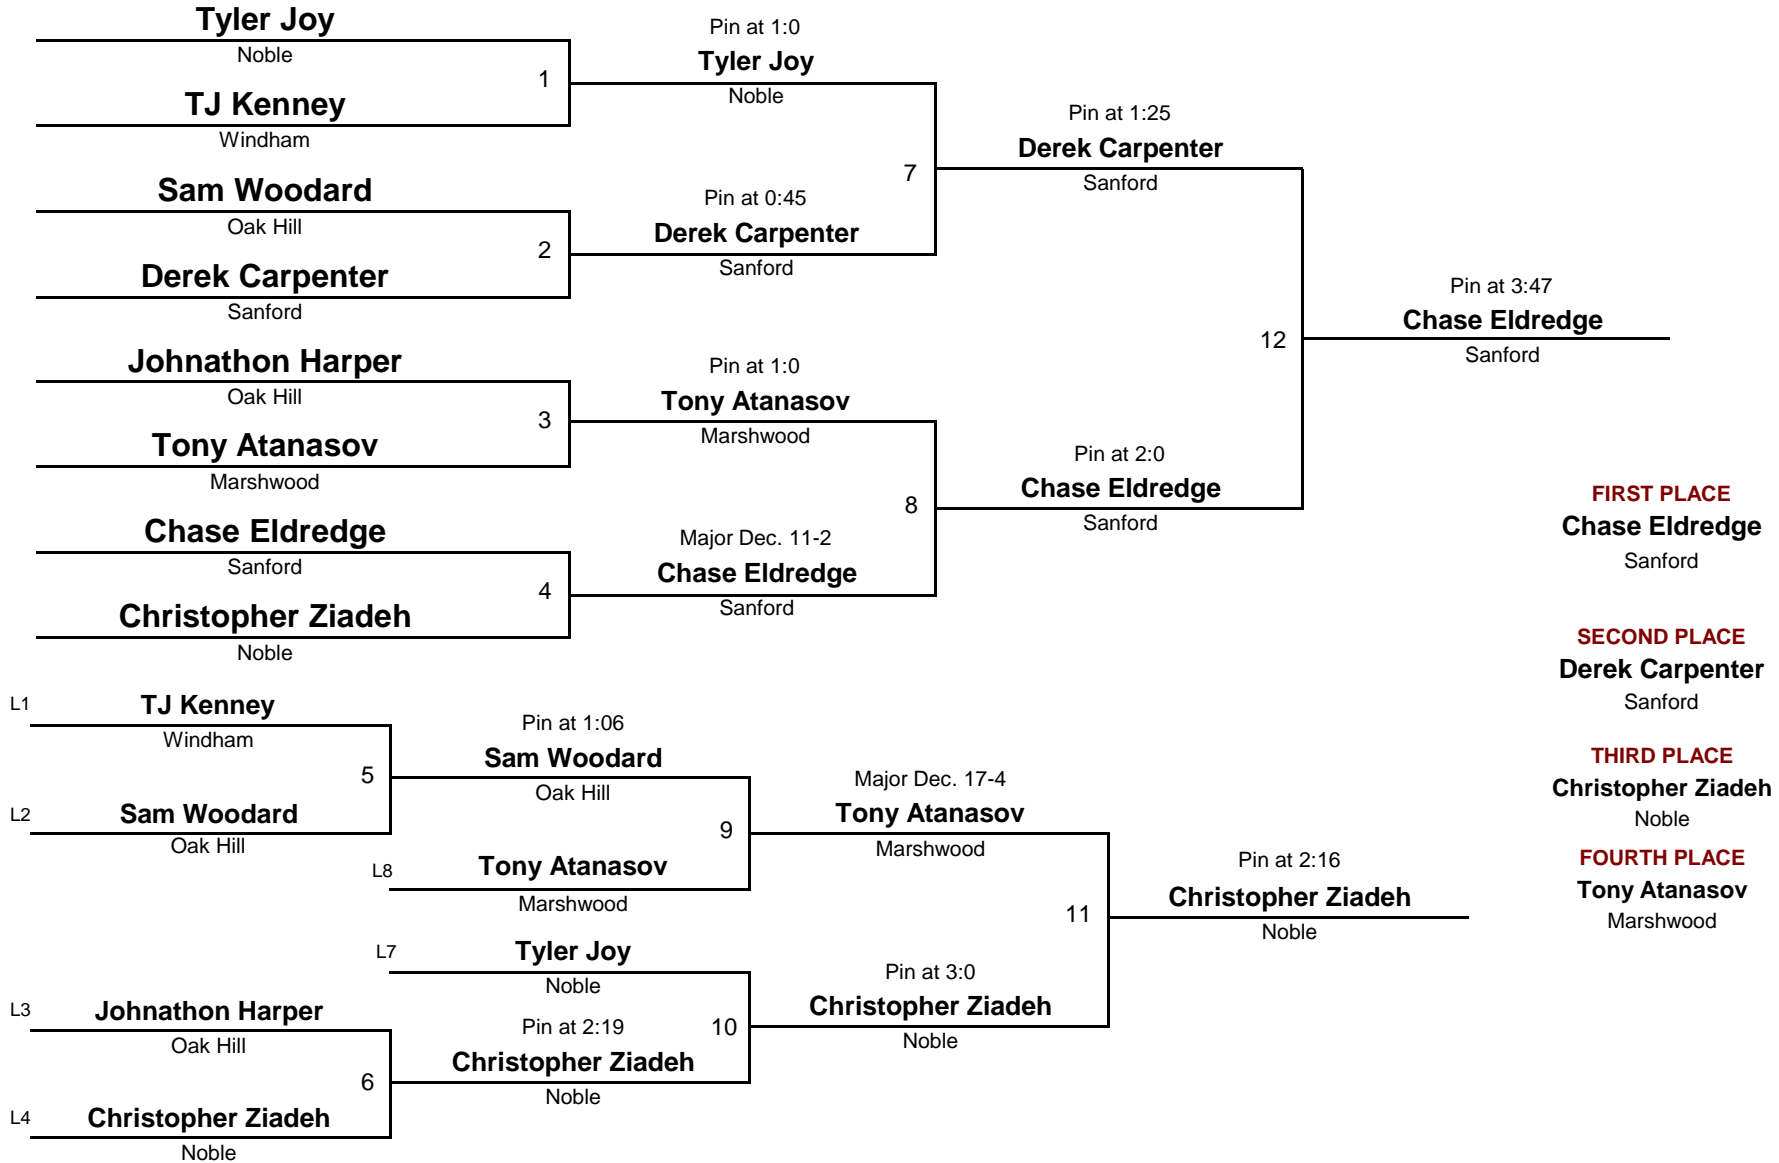 Tyler Joy
Noble
1
TJ Kenney
Windham
Pin at 1:0
Tyler Joy
Noble
Sam Woodard
Oak Hill
2
Derek Carpenter
Sanford
Pin at 0:45
Derek Carpenter
Sanford
7
Pin at 1:25
Derek Carpenter
Sanford
Johnathon Harper
Oak Hill
3
Tony Atanasov
Marshwood
Pin at 1:0
Tony Atanasov
Marshwood
Chase Eldredge
Sanford
4
Christopher Ziadeh
Noble
Major Dec. 11-2
Chase Eldredge
Sanford
8
Pin at 2:0
Chase Eldredge
Sanford
12
Pin at 3:47
Chase Eldredge
Sanford
FIRST PLACE
Chase Eldredge
Sanford
SECOND PLACE
Derek Carpenter
Sanford
THIRD PLACE
Christopher Ziadeh
Noble
FOURTH PLACE
Tony Atanasov
Marshwood
L1
TJ Kenney
Windham
5
L2
Sam Woodard
Oak Hill
Pin at 1:06
Sam Woodard
Oak Hill
9
L8
Tony Atanasov
Marshwood
Major Dec. 17-4
Tony Atanasov
Marshwood
L7
Tyler Joy
Noble
L3
Johnathon Harper
Oak Hill
6
L4
Christopher Ziadeh
Noble
Pin at 2:19
Christopher Ziadeh
Noble
10
Pin at 3:0
Christopher Ziadeh
Noble
11
Pin at 2:16
Christopher Ziadeh
Noble